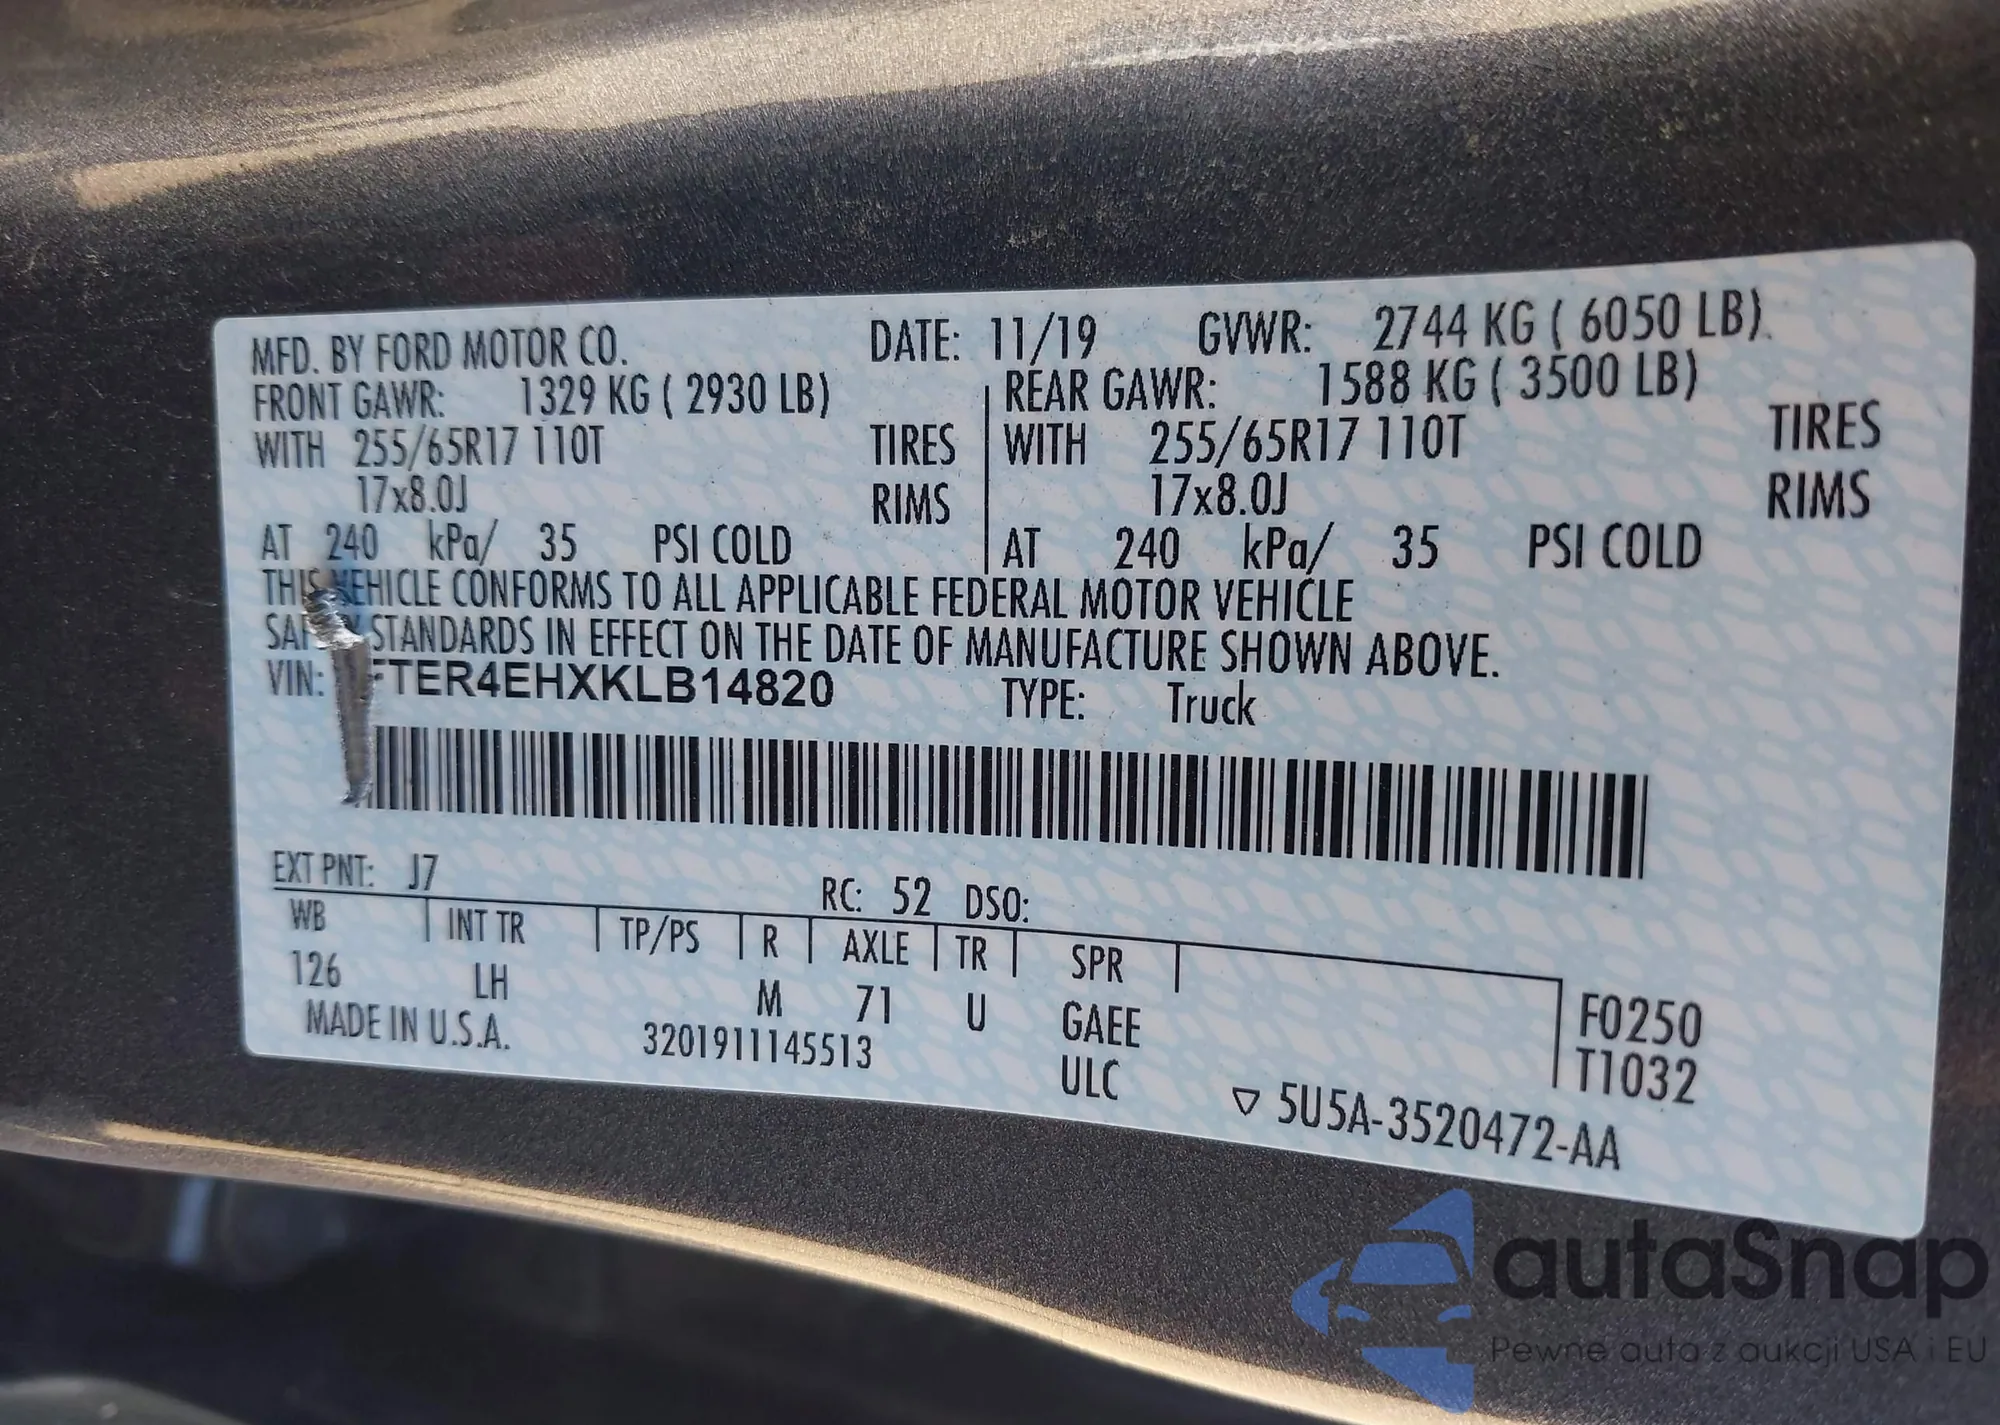 MFD. BY FORD MOTOR CO. DATE: 11/19 GVWR: 2744 KG ( 6050 LB)
FRONT GAWR: 1329 KG ( 2930 LB) REAR GAWR: 1588 KG ( 3500 LB)
WITH 255/65R17 110T TIRES WITH 255/65R17 110T TIRES
17x8.0J RIMS 17x8.0J RIMS
AT 240 kPa/ 35 PSI COLD AT 240 kPa/ 35 PSI COLD
THIS VEHICLE CONFORMS TO ALL APPLICABLE FEDERAL MOTOR VEHICLE
STANDARDS IN EFFECT ON THE DATE OF MANUFACTURE SHOWN ABOVE.
VIN: FTER4EHXKLB14820 TYPE: Truck
EXT PNT: J7 RC: 52 DSO:
WB INT TR TP/PS R AXLE TR SPR
126 LH M 71 U GAEE F0250
MADE IN U.S.A. 3201911145513 ULC T1032
▽ 5U5A-3520472-AA
autaSnap
Pewne auta z aukcji USA i EU